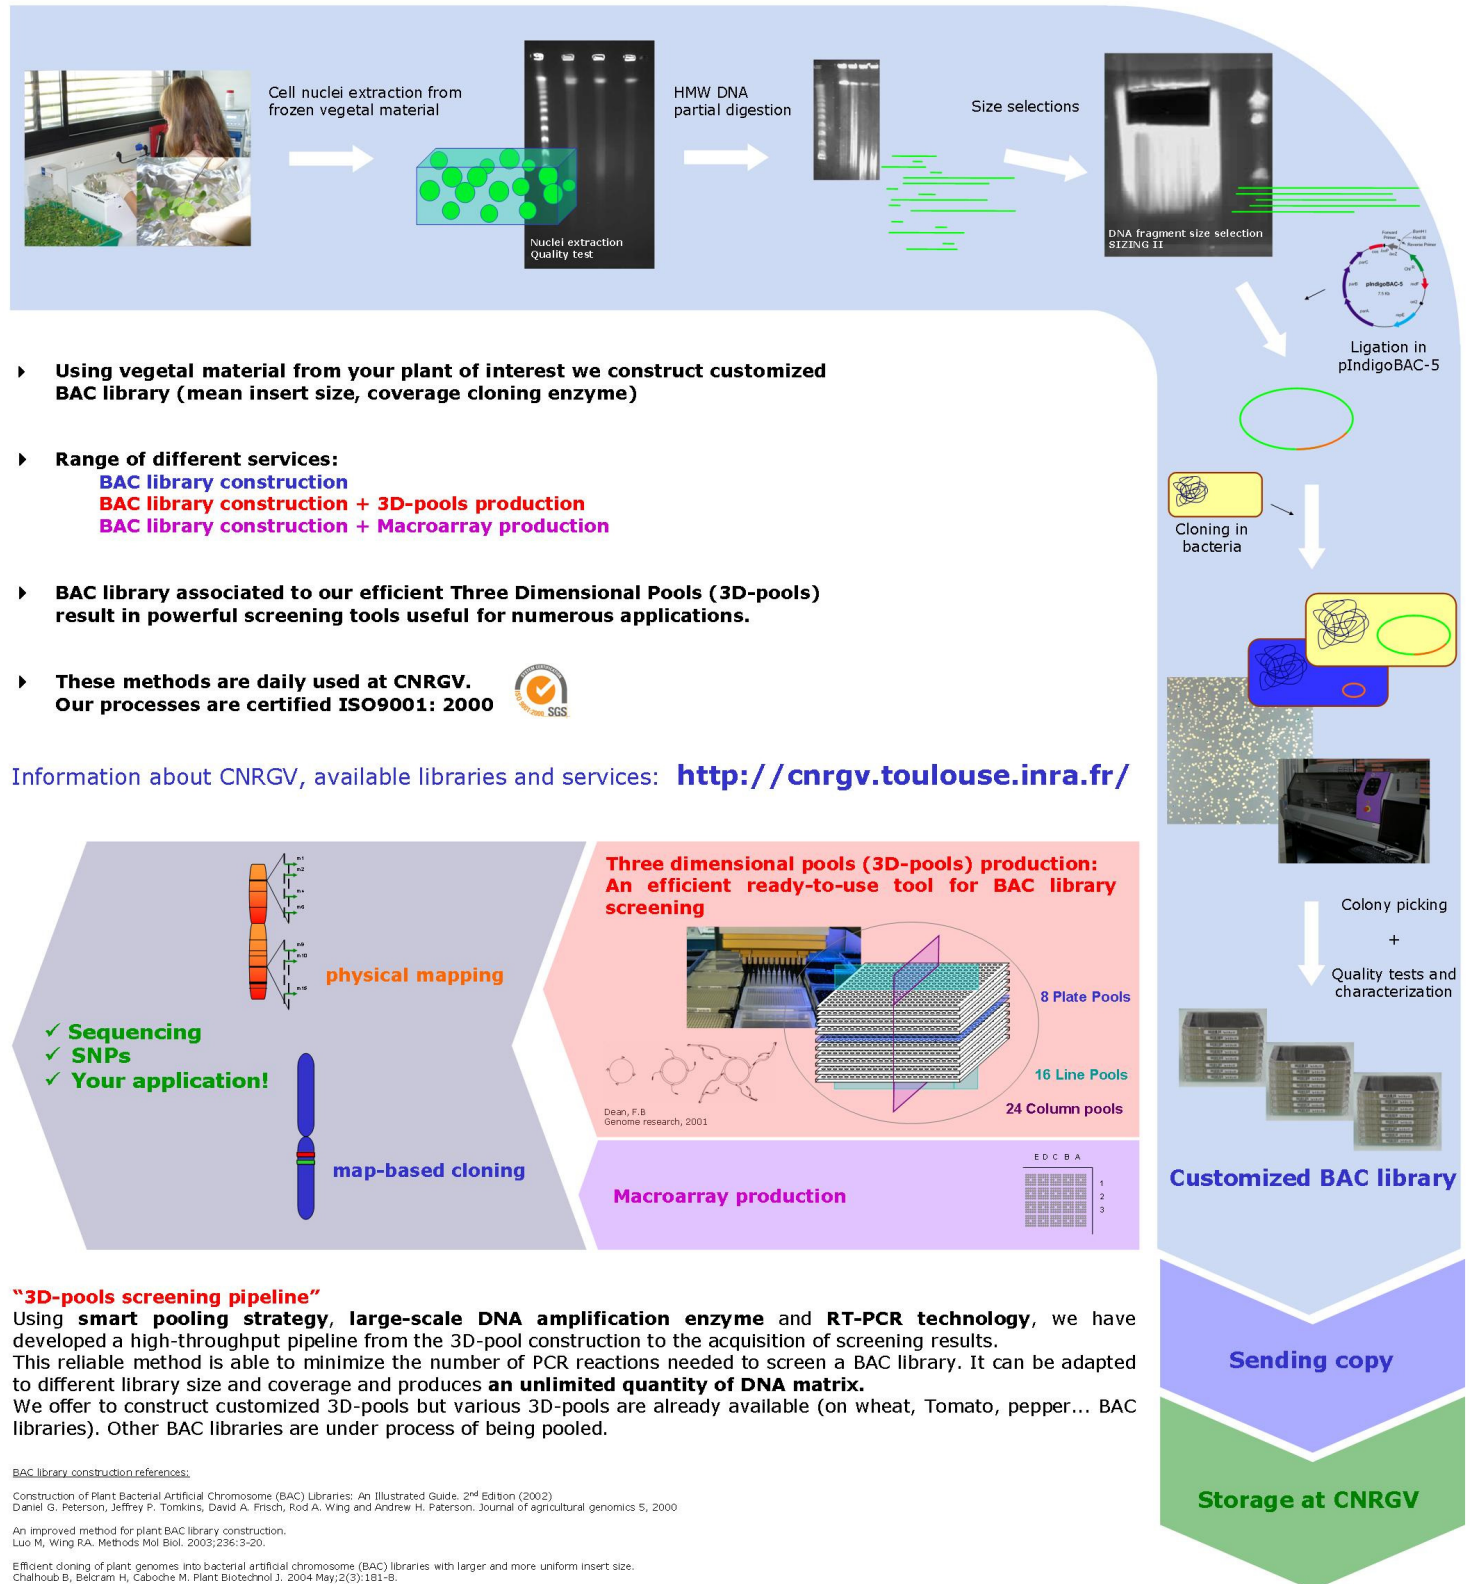 Cell nuclei extraction from
frozen vegetal material
HMW DNA
partial digestion
Size selections
Nuclei extraction
Quality test
DNA fragment size selection
SIZING II
pIndigoBAC-5
Ligation in
pIndigoBAC-5
Using vegetal material from your plant of interest we construct customized
BAC library (mean insert size, coverage cloning enzyme)
Range of different services:
BAC library construction
BAC library construction + 3D-pools production
BAC library construction + Macroarray production
Cloning in
bacteria
BAC library associated to our efficient Three Dimensional Pools (3D-pools)
result in powerful screening tools useful for numerous applications.
These methods are daily used at CNRGV.
Our processes are certified ISO9001: 2000
SGS
Information about CNRGV, available libraries and services: http://cnrgv.toulouse.inra.fr/
Three dimensional pools (3D-pools) production:
An efficient ready-to-use tool for BAC library
screening
Colony picking
+
Quality tests and
characterization
physical mapping
8 Plate Pools
16 Line Pools
24 Column pools
Dean, F.B
Genome research, 2001
✓ Sequencing
✓ SNPs
✓ Your application!
map-based cloning
Macroarray production
E D C B A
1
2
3
Customized BAC library
"3D-pools screening pipeline"
Using smart pooling strategy, large-scale DNA amplification enzyme and RT-PCR technology, we have
developed a high-throughput pipeline from the 3D-pool construction to the acquisition of screening results.
This reliable method is able to minimize the number of PCR reactions needed to screen a BAC library. It can be adapted
to different library size and coverage and produces an unlimited quantity of DNA matrix.
We offer to construct customized 3D-pools but various 3D-pools are already available (on wheat, Tomato, pepper... BAC
libraries). Other BAC libraries are under process of being pooled.
Sending copy
Storage at CNRGV
BAC library construction references:
Construction of Plant Bacterial Artificial Chromosome (BAC) Libraries: An Illustrated Guide. 2nd Edition (2002)
Daniel G. Peterson, Jeffrey P. Tomkins, David A. Frisch, Rod A. Wing and Andrew H. Paterson. Journal of agricultural genomics 5, 2000
An improved method for plant BAC library construction.
Luo M, Wing RA. Methods Mol Biol. 2003;236:3-20.
Efficient cloning of plant genomes into bacterial artificial chromosome (BAC) libraries with larger and more uniform insert size.
Chalhoub B, Belcram H, Caboche M. Plant Biotechnol J. 2004 May;2(3):181-8.